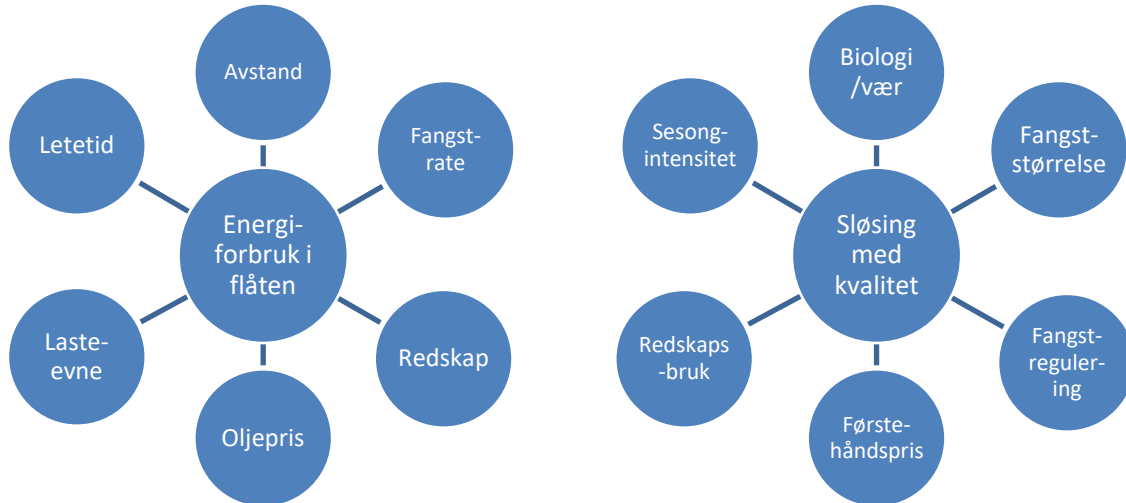 Avstand
Fangst-
rate
Redskap
Oljepris
Laste-
evne
Letetid
Energi-
forbruk i
flåten
Biologi
/vær
Fangst-
størrelse
Fangst-
reguler-
ing
Første-
håndspris
Redskaps
-bruk
Sesong-
intensitet
Sløsing
med
kvalitet